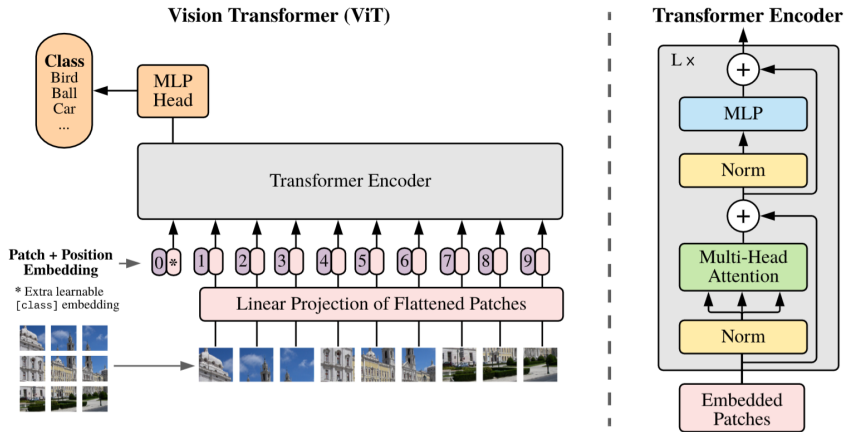 Vision Transformer (ViT)
Class
Bird
Ball
Car
...
MLP
Head
Transformer Encoder
Patch + Position
Embedding
0 * 1 2 3 4 5 6 7 8 9
* Extra learnable
[class] embedding
Linear Projection of Flattened Patches
Transformer Encoder
L ×
+
MLP
Norm
+
Multi-Head
Attention
Norm
Embedded
Patches